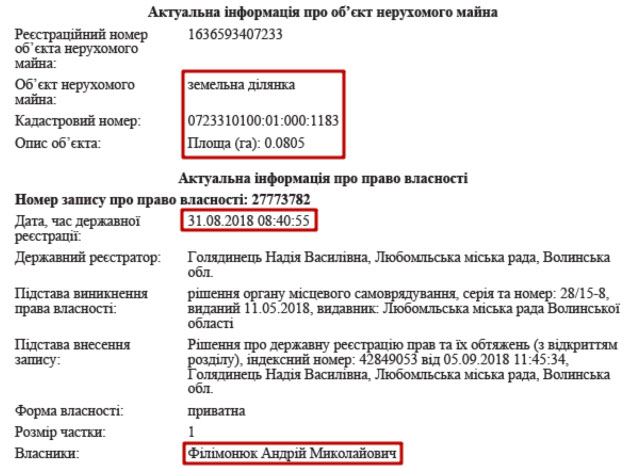 Актуальна інформація про об’єкт нерухомого майна
Реєстраційний номер об’єкта нерухомого майна: 1636593407233
Об’єкт нерухомого майна: земельна ділянка
Кадастровий номер: 0723310100:01:000:1183
Опис об’єкта: Площа (га): 0.0805
Актуальна інформація про право власності
Номер запису про право власності: 27773782
Дата, час державної реєстрації: 31.08.2018 08:40:55
Державний реєстратор: Голядинець Надія Василівна, Любомльська міська рада, Волинська обл.
Підстава виникнення права власності: рішення органу місцевого самоврядування, серія та номер: 28/15-8, виданий 11.05.2018, видавник: Любомльська міська рада Волинської області
Підстава внесення запису: Рішення про державну реєстрацію прав та їх обтяжень (з відкриттям розділу), індексний номер: 42849053 від 05.09.2018 11:45:34, Голядинець Надія Василівна, Любомльська міська рада, Волинська обл.
Форма власності: приватна
Розмір частки: 1
Власники: Філімонюк Андрій Миколайович